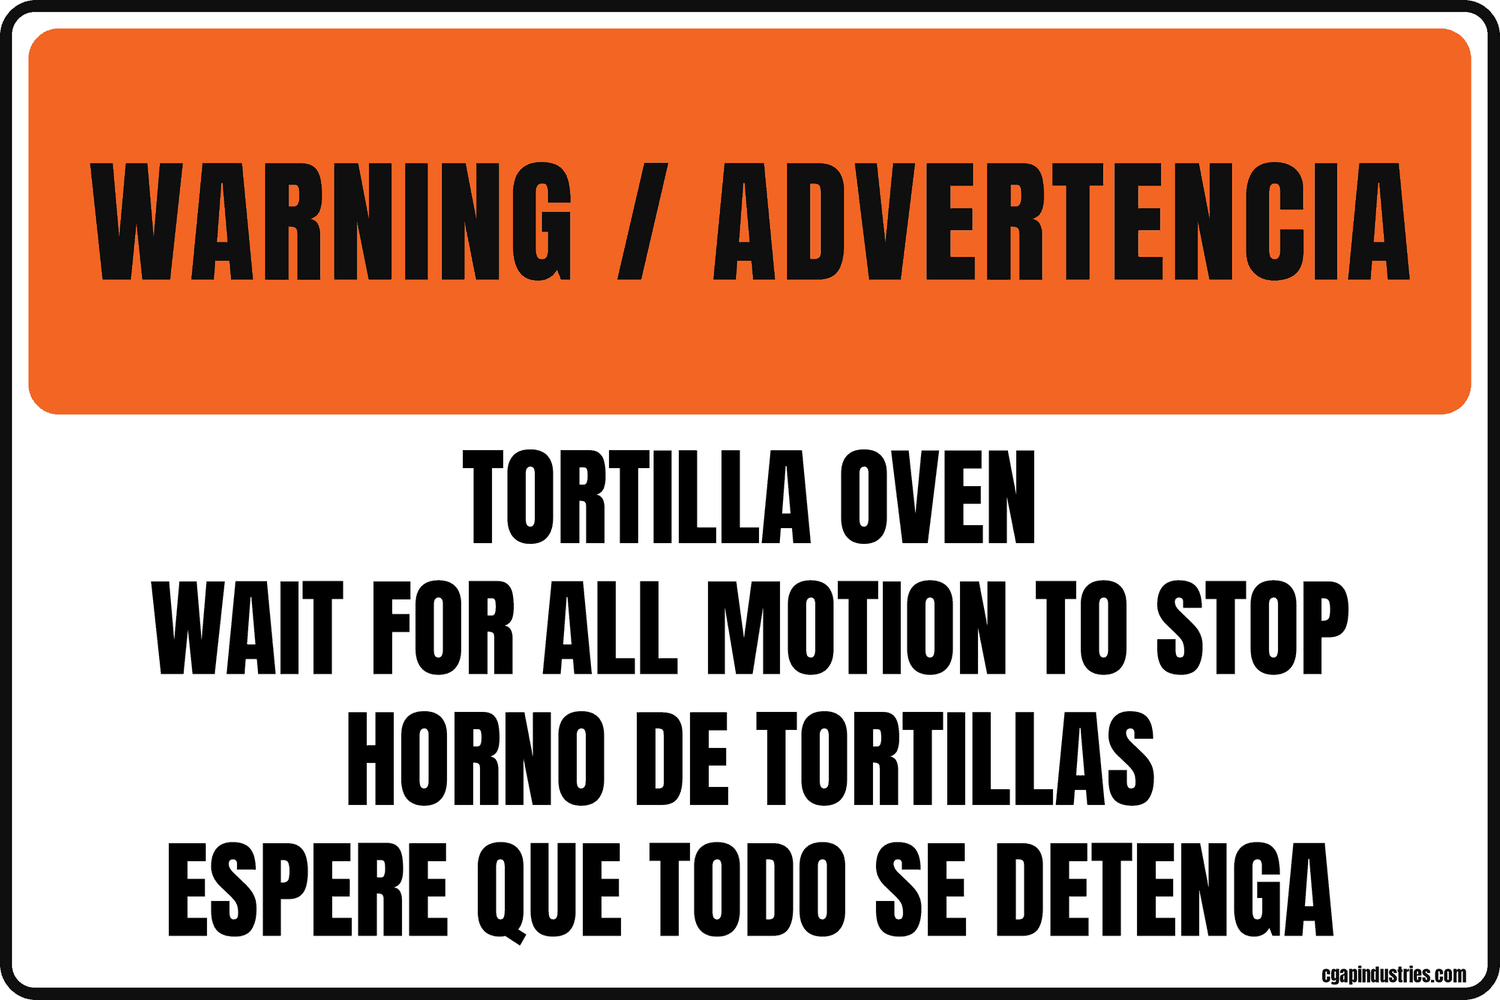 WARNING / ADVERTENCIA
TORTILLA OVEN
WAIT FOR ALL MOTION TO STOP
HORNO DE TORTILLAS
ESPERE QUE TODO SE DETENGA
cgapindustries.com